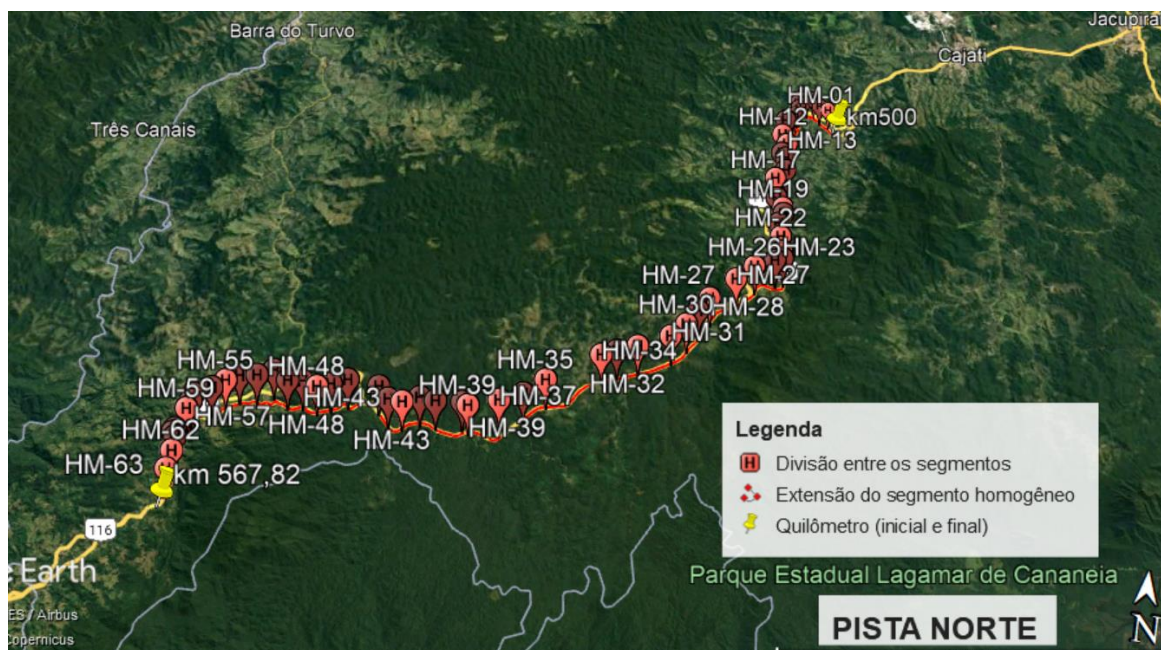 Barra do Turvo
Jacupira
Cajati
HM-01
HM-12
km500
Três Canais
HM-13
HM-17
HM-19
HM-22
HM-26
HM-23
HM-27
HM-27
HM-30
HM-28
HM-31
HM-35
HM-34
HM-55
HM-48
HM-32
HM-59
HM-39
HM-37
HM-43
HM-57
HM-48
HM-39
HM-62
HM-43
HM-63
km 567,82
Legenda
H Divisão entre os segmentos
Extensão do segmento homogêneo
Quilômetro (inicial e final)
116
e Earth
Parque Estadual Lagamar de Cananeia
ES / Airbus
Copernicus
PISTA NORTE
N